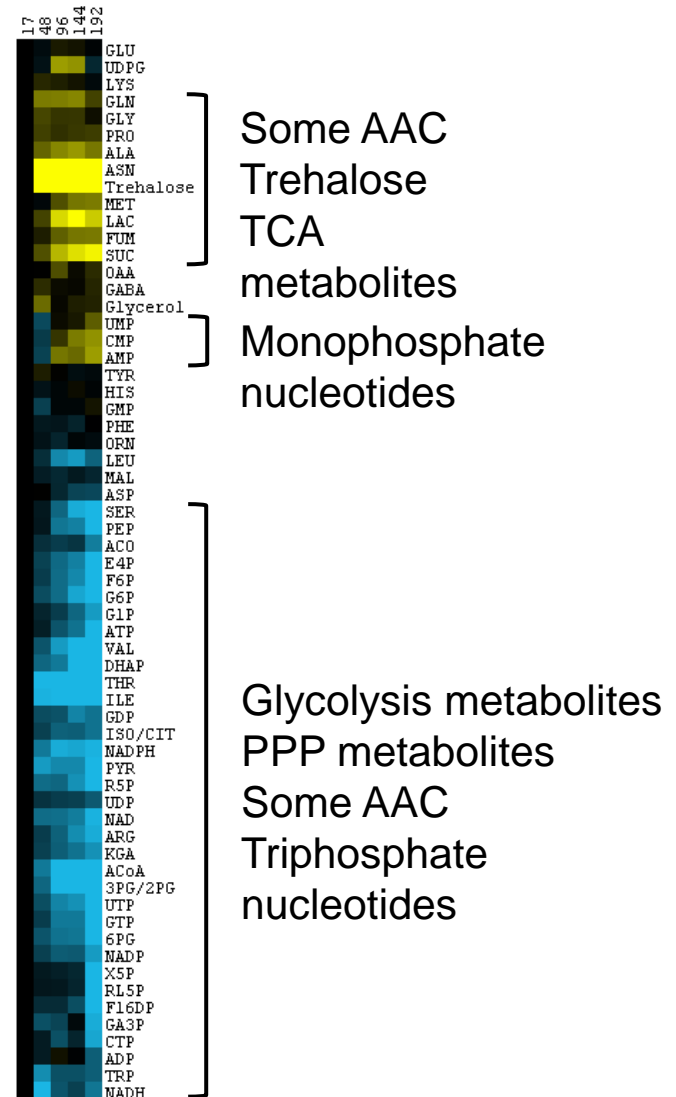 17 48 96 144 192
GLU
UDPG
LYS
GLN
GLY
PRO
ALA
ASN
Trehalose
MET
LAC
FUM
SUC
OAA
GABA
Glycerol
UMP
CMP
AMP
TYR
HIS
GMP
PHE
ORN
LEU
MAL
ASP
SER
PEP
ACO
E4P
F6P
G6P
G1P
ATP
VAL
DHAP
THR
ILE
GDP
ISO/CIT
NADPH
PYR
R5P
UDP
NAD
ARG
KGA
ACoA
3PG/2PG
UTP
GTP
6PG
NADP
X5P
RL5P
F16DP
GA3P
CTP
ADP
TRP
NADH
Some AAC
Trehalose
TCA
metabolites
Monophosphate
nucleotides
Glycolysis metabolites
PPP metabolites
Some AAC
Triphosphate
nucleotides